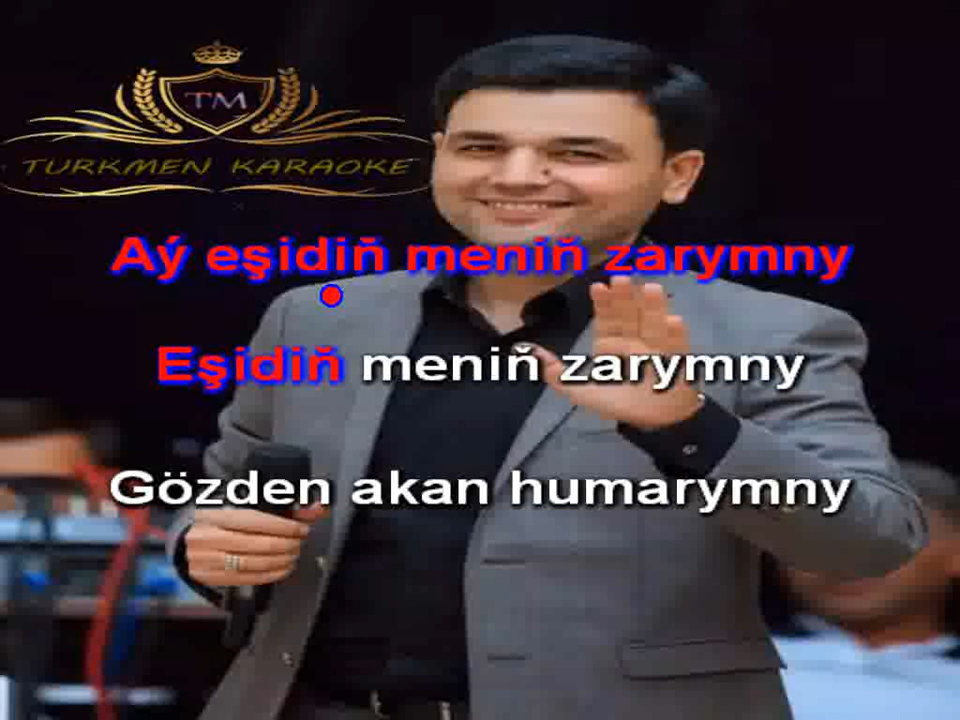 TM
TURKMEN KARAOKE
Aý eşidiň meniň zarymny
Eşidiň meniň zarymny
Gözden akan humarymny